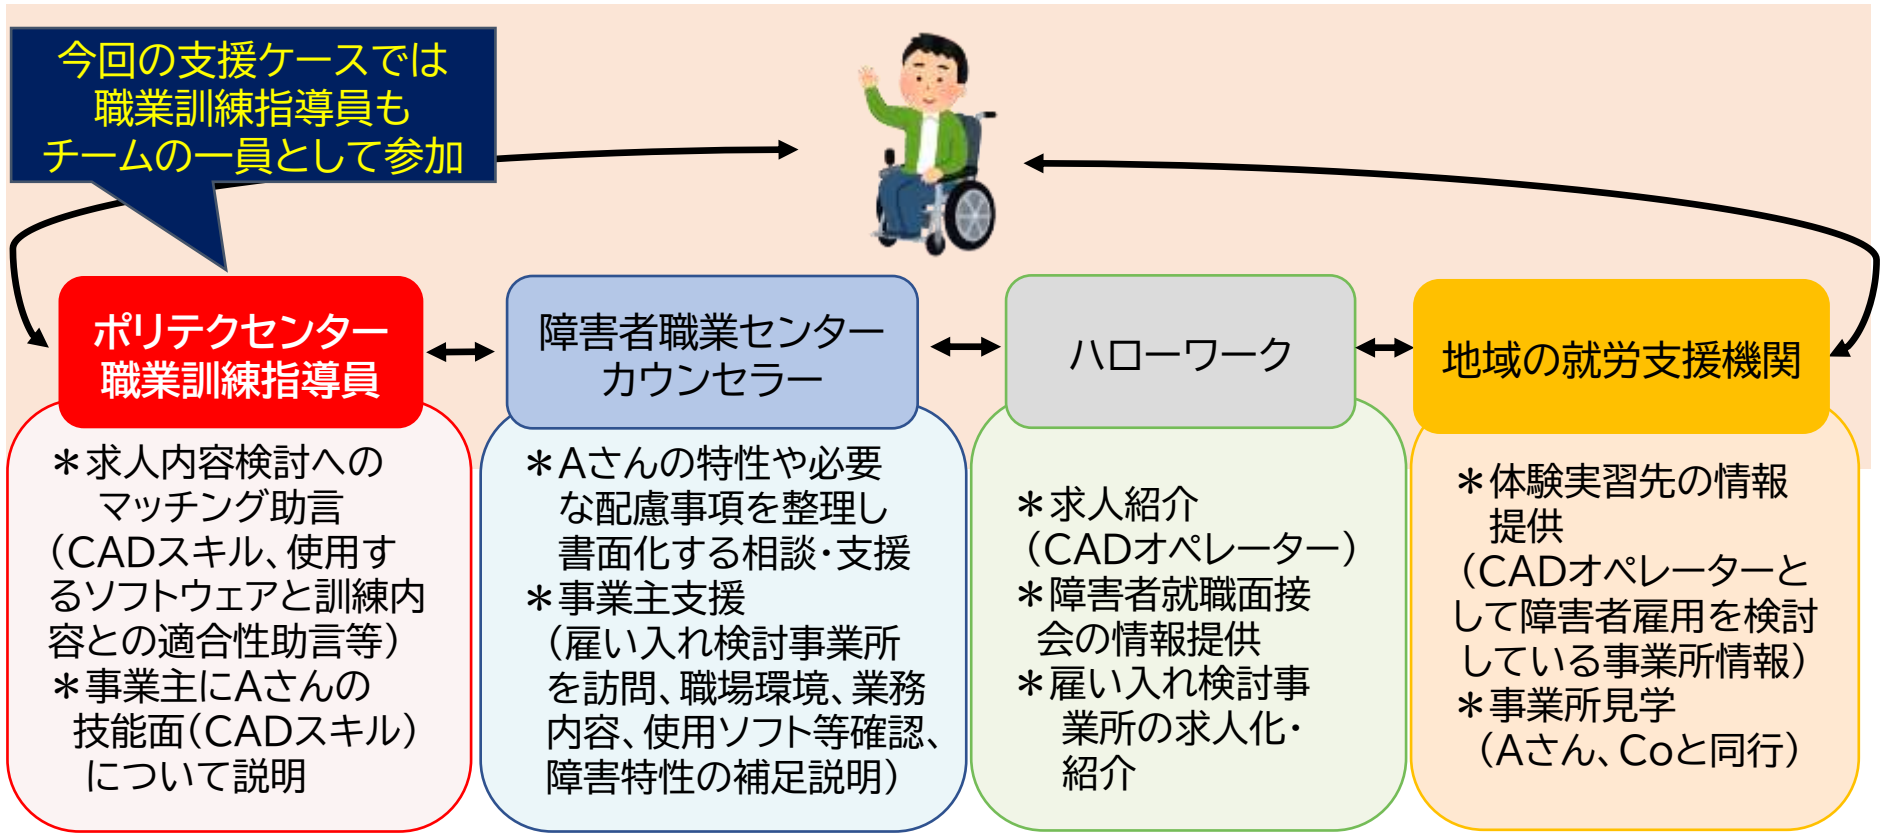 今回の支援ケースでは
職業訓練指導員も
チームの一員として参加
ポリテクセンター
職業訓練指導員
＊求人内容検討への
マッチング助言
（CADスキル、使用す
るソフトウェアと訓練内
容との適合性助言等）
＊事業主にAさんの
技能面（CADスキル）
について説明
障害者職業センター
カウンセラー
＊Aさんの特性や必要
な配慮事項を整理し
書面化する相談・支援
＊事業主支援
（雇い入れ検討事業所
を訪問、職場環境、業務
内容、使用ソフト等確認、
障害特性の補足説明）
ハローワーク
＊求人紹介
（CADオペレーター）
＊障害者就職面接
会の情報提供
＊雇い入れ検討事
業所の求人化・
紹介
地域の就労支援機関
＊体験実習先の情報
提供
（CADオペレーターと
して障害者雇用を検討
している事業所情報）
＊事業所見学
（Aさん、Coと同行）